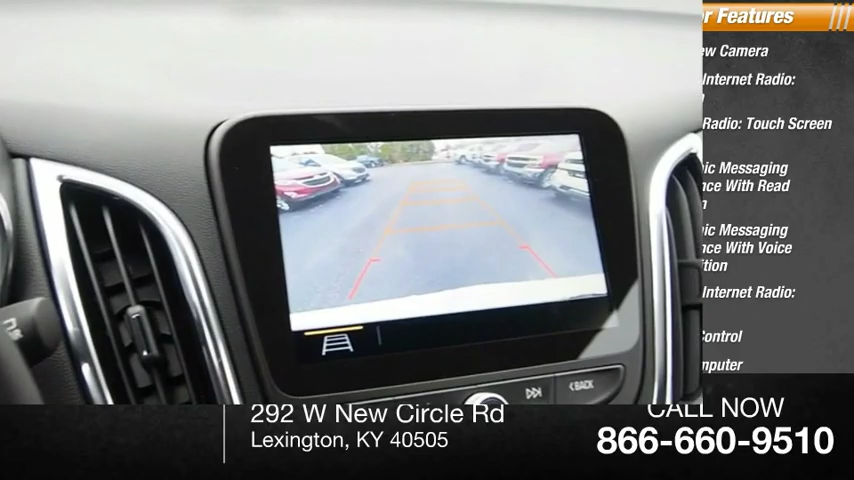 r Features
ew Camera
Internet Radio:
Radio: Touch Screen
ic Messaging
nce With Read
ic Messaging
nce With Voice
ition
Internet Radio:
Control
mputer
BACK
292 W New Circle Rd
Lexington, KY 40505
CALL NOW
866-660-9510